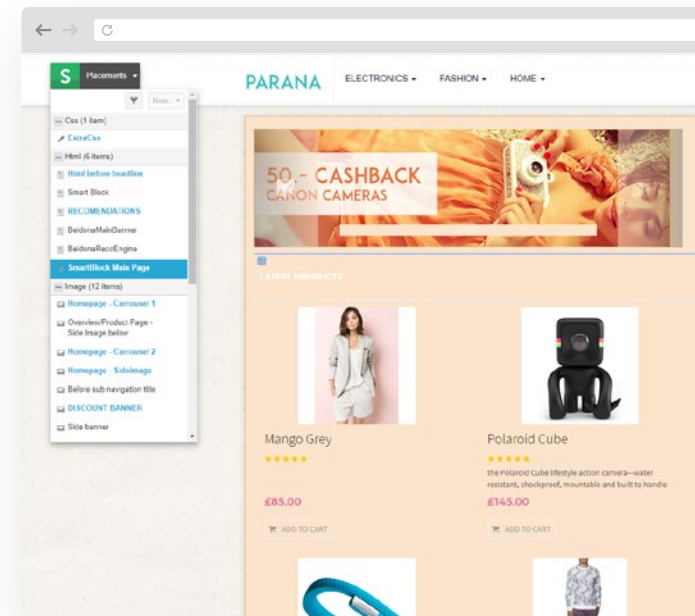 S Placements
New...
Css (1 item)
ExtraCss
Html (6 items)
Html before headline
Smart Block
RECOMENDATIONS
BeidonaMainBanner
BeidonaReccEngine
SmartBlock Main Page
Image (12 items)
Homepage - Carrousel 1
Overview/Product Page -
Side Image below
Homepage - Carrousel 2
Homepage - Sideimage
Before sub navigation title
DISCOUNT BANNER
Side banner
PARANA
ELECTRONICS
FASHION
HOME
50.- CASHBACK
CANON CAMERAS
LATEST PRODUCTS
Mango Grey
£85.00
ADD TO CART
Polaroid Cube
the Polaroid Cube lifestyle action camera—water
resistant, shockproof, mountable and built to handle
£145.00
ADD TO CART